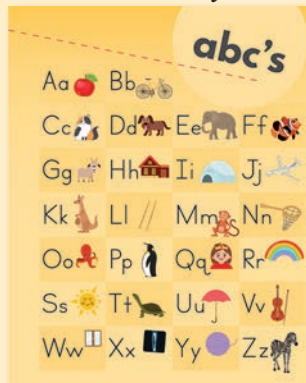 abc's
Aa Bb
Cc Dd Ee Ff
Gg Hh Ii Jj
Kk Ll Mm Nn
Oo Pp Qq Rr
Ss Tt Uu Vv
Ww Xx Yy Zz